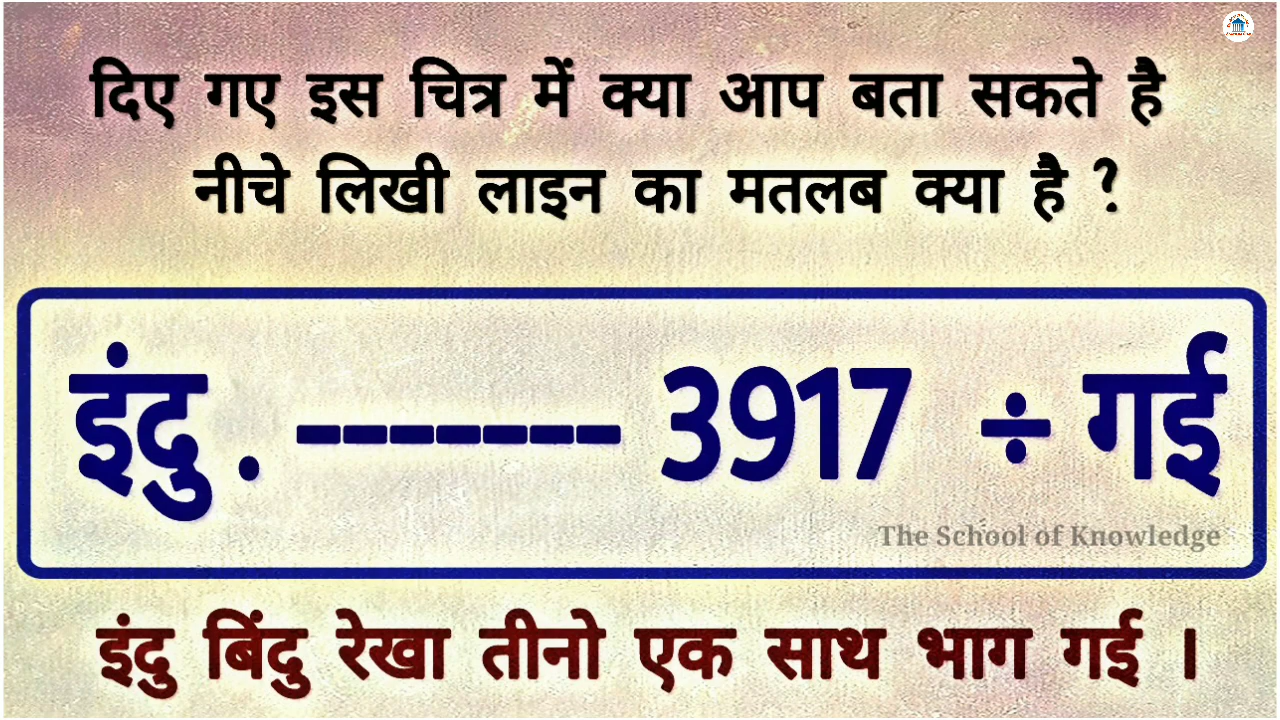 दिए गए इस चित्र में क्या आप बता सकते है
नीचे लिखी लाइन का मतलब क्या है ?
इंदु . ------- 3917 ÷ गई
The School of Knowledge
इंदु बिंदु रेखा तीनो एक साथ भाग गई ।